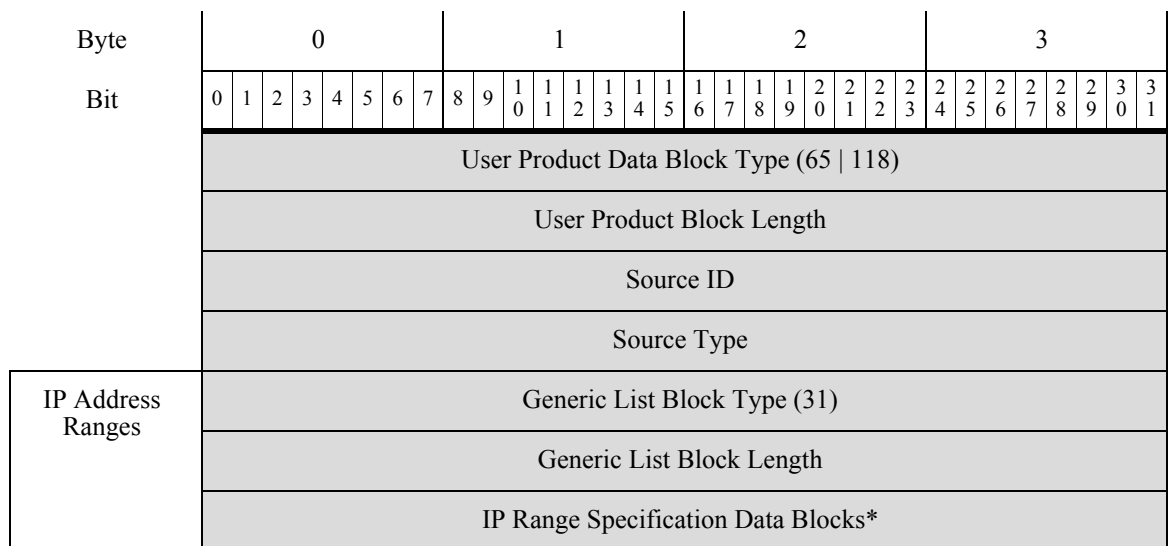 Byte 0 1 2 3
Bit 0 1 2 3 4 5 6 7 8 9 10 11 12 13 14 15 16 17 18 19 20 21 22 23 24 25 26 27 28 29 30 31
User Product Data Block Type (65 | 118)
User Product Block Length
Source ID
Source Type
IP Address
Ranges
Generic List Block Type (31)
Generic List Block Length
IP Range Specification Data Blocks*